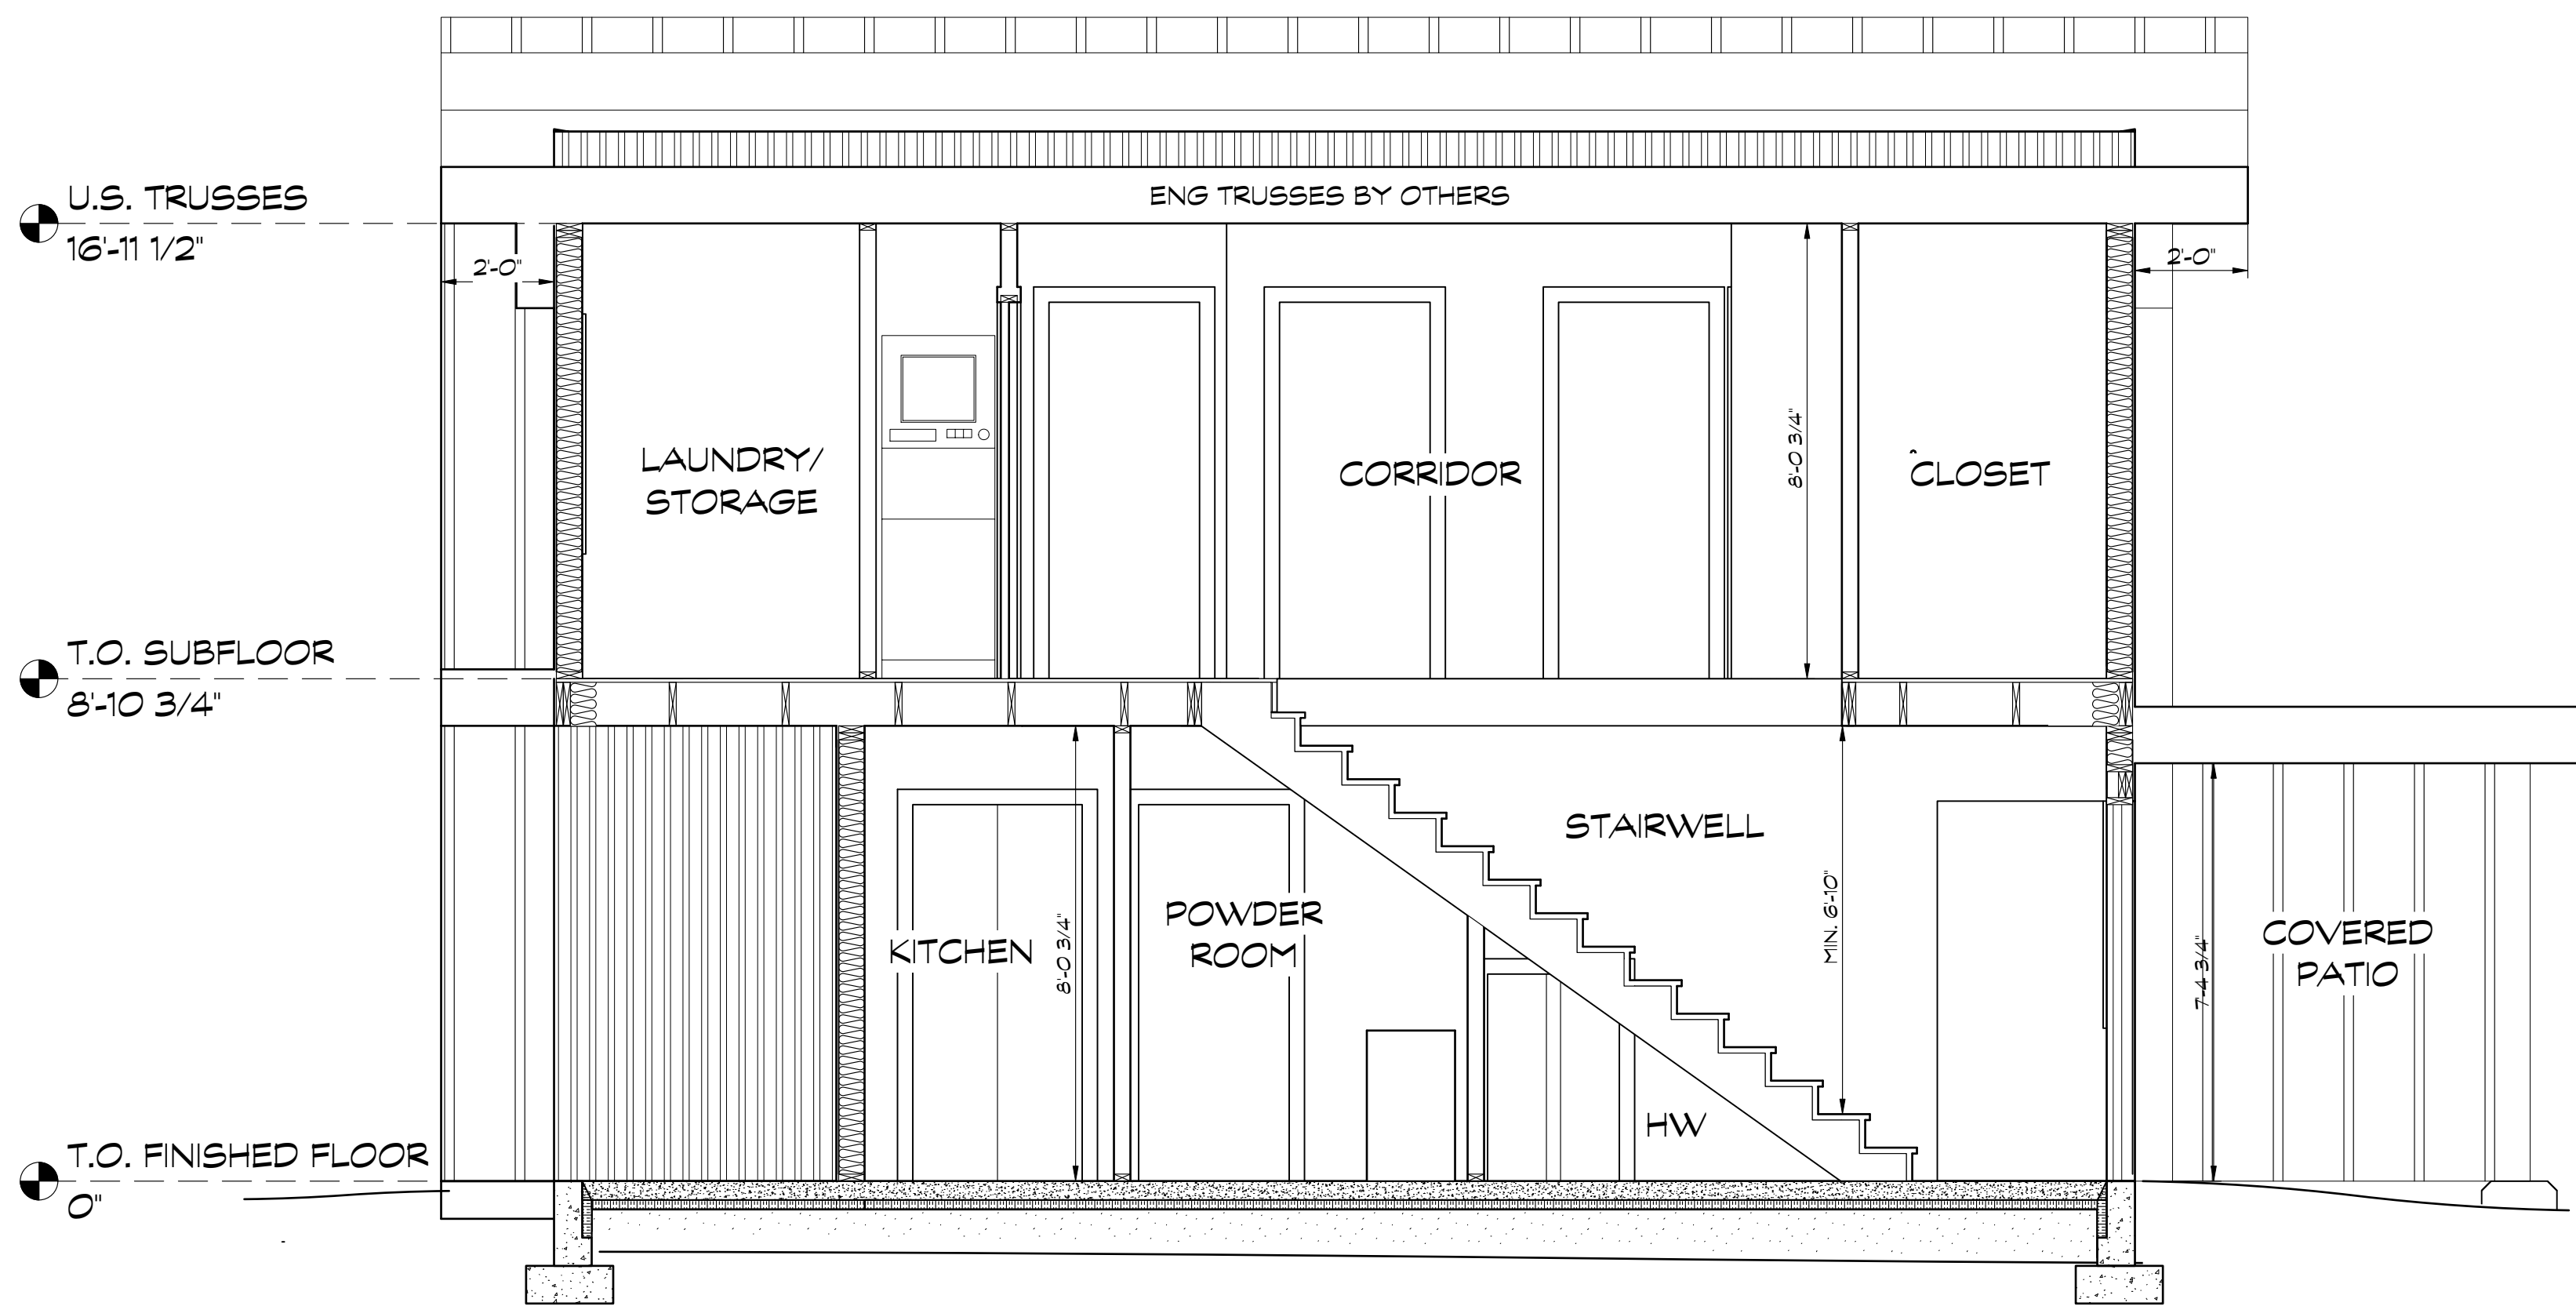 U.S. TRUSSES
16'-11 1/2"
ENG TRUSSES BY OTHERS
2'-0"
2'-0"
LAUNDRY/
STORAGE
CORRIDOR
8'-0 3/4"
CLOSET
T.O. SUBFLOOR
8'-10 3/4"
STAIRWELL
KITCHEN
8'-0 3/4"
POWDER
ROOM
MIN. 6'-10"
COVERED
PATIO
7'-4 3/4"
HW
T.O. FINISHED FLOOR
0"